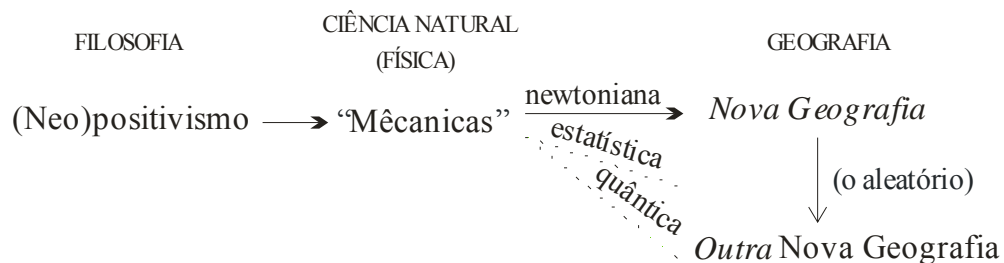 FILOSOFIA
CIÊNCIA NATURAL
(FÍSICA)
GEOGRAFIA
(Neo)positivismo
“Mêcanicas”
newtoniana
estatística
quântica
Nova Geografia
(o aleatório)
Outra Nova Geografia